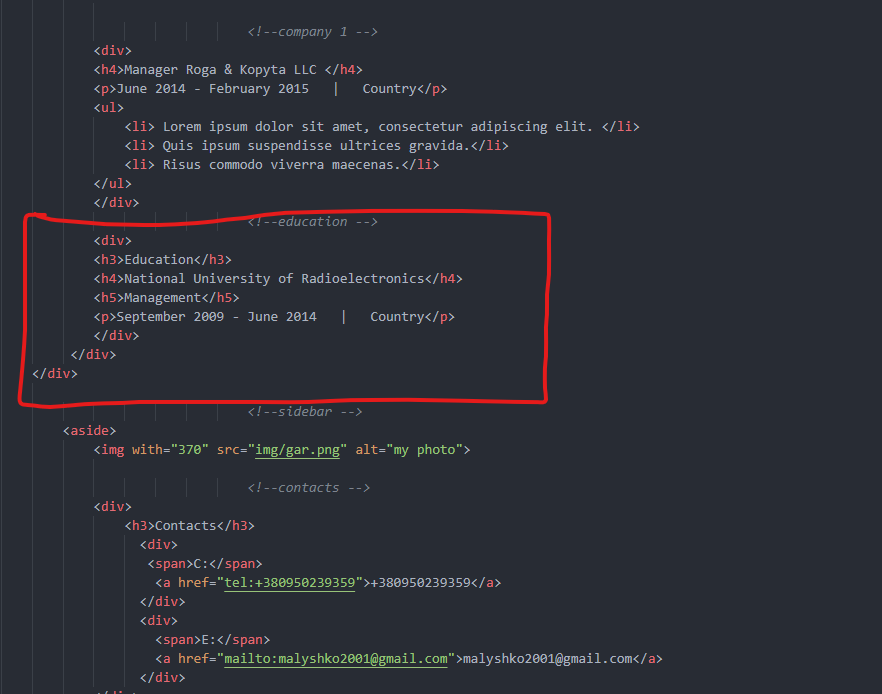 <!--company 1 -->
<div>
<h4>Manager Roga & Kopyta LLC </h4>
<p>June 2014 - February 2015   |   Country</p>
<ul>
<li> Lorem ipsum dolor sit amet, consectetur adipiscing elit. </li>
<li> Quis ipsum suspendisse ultrices gravida.</li>
<li> Risus commodo viverra maecenas.</li>
</ul>
</div>
<!--education -->
<div>
<h3>Education</h3>
<h4>National University of Radioelectronics</h4>
<h5>Management</h5>
<p>September 2009 - June 2014   |   Country</p>
</div>
</div>
</div>
<!--sidebar -->
<aside>
<img with="370" src="img/gar.png" alt="my photo">
<!--contacts -->
<div>
<h3>Contacts</h3>
<div>
<span>C:</span>
<a href="tel:+380950239359">+380950239359</a>
</div>
<div>
<span>E:</span>
<a href="mailto:malyshko2001@gmail.com">malyshko2001@gmail.com</a>
</div>